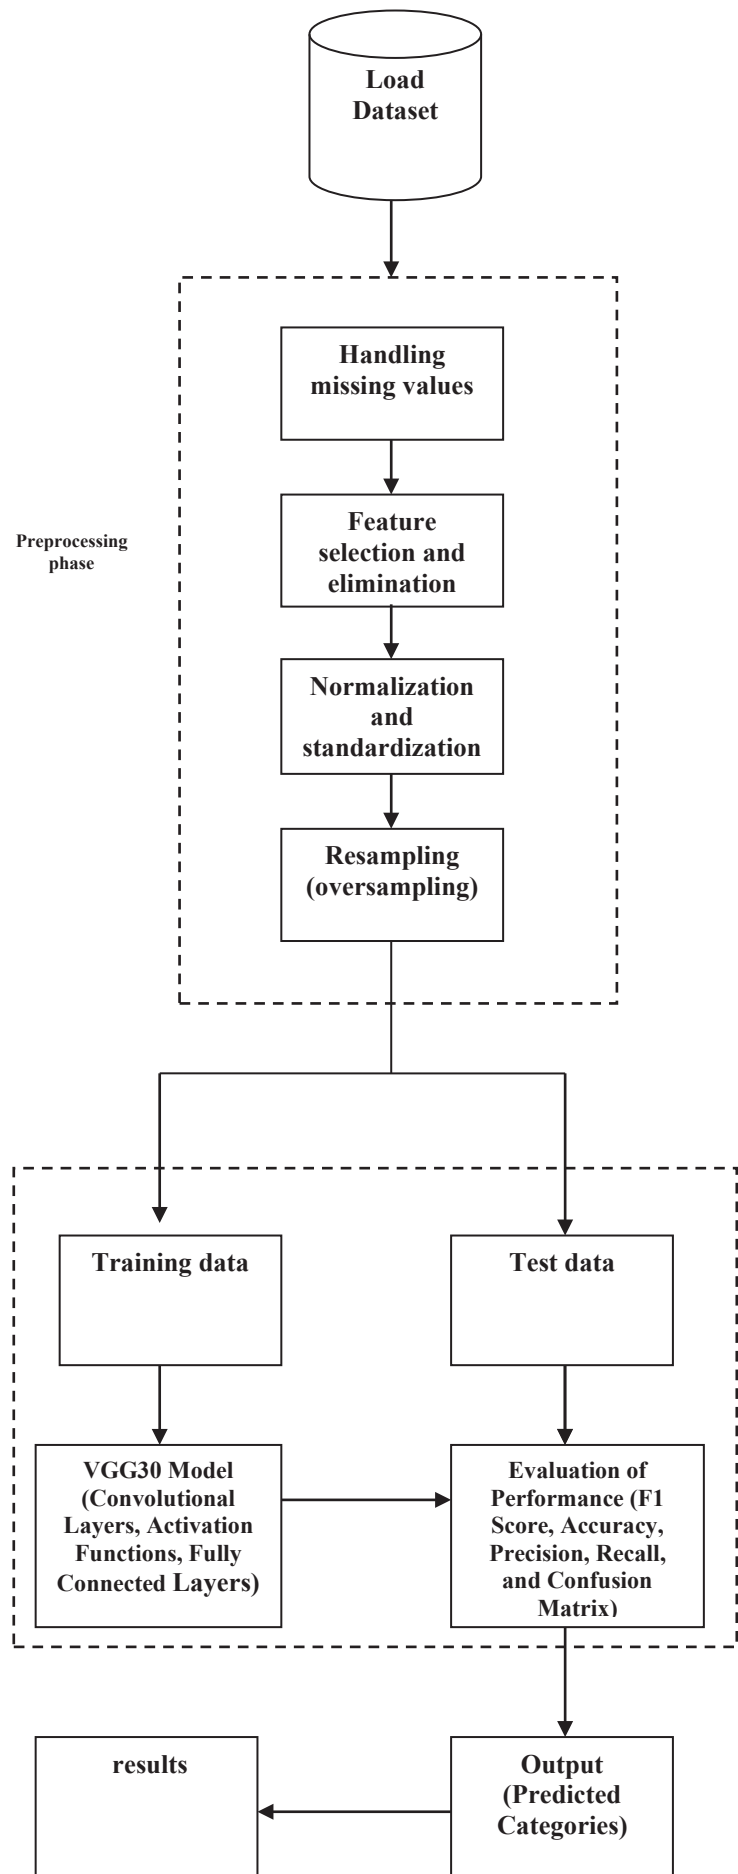 Load
Dataset
Handling
missing values
Preprocessing
phase
Feature
selection and
elimination
Normalization
and
standardization
Resampling
(oversampling)
Training data
Test data
VGG30 Model
(Convolutional
Layers, Activation
Functions, Fully
Connected Layers)
Evaluation of
Performance (F1
Score, Accuracy,
Precision, Recall,
and Confusion
Matrix)
results
Output
(Predicted
Categories)